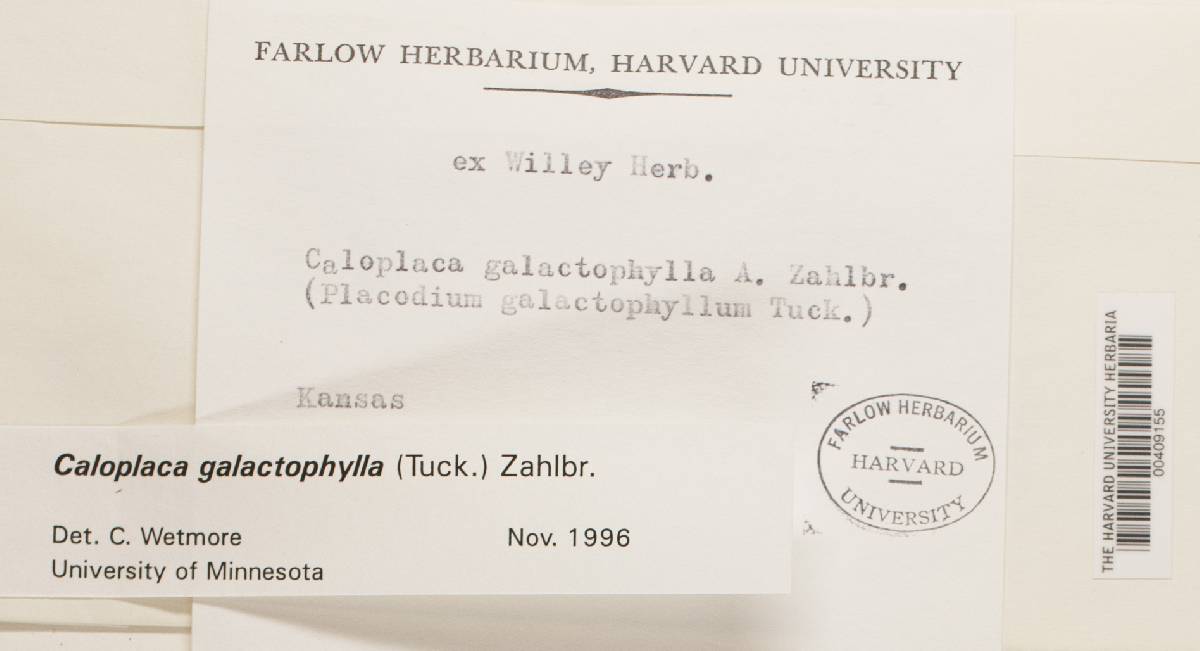 FARLOW HERBARIUM, HARVARD UNIVERSITY
ex Willey Herb.
Caloplaca galactophylla A. Zahlbr.
(Placodium galactophyllum Tuck.)
Kansas
Caloplaca galactophylla (Tuck.) Zahlbr.
Det. C. Wetmore Nov. 1996
University of Minnesota
FARLOW HERBARIUM
HARVARD
UNIVERSITY
THE HARVARD UNIVERSITY HERBARIA
00409155